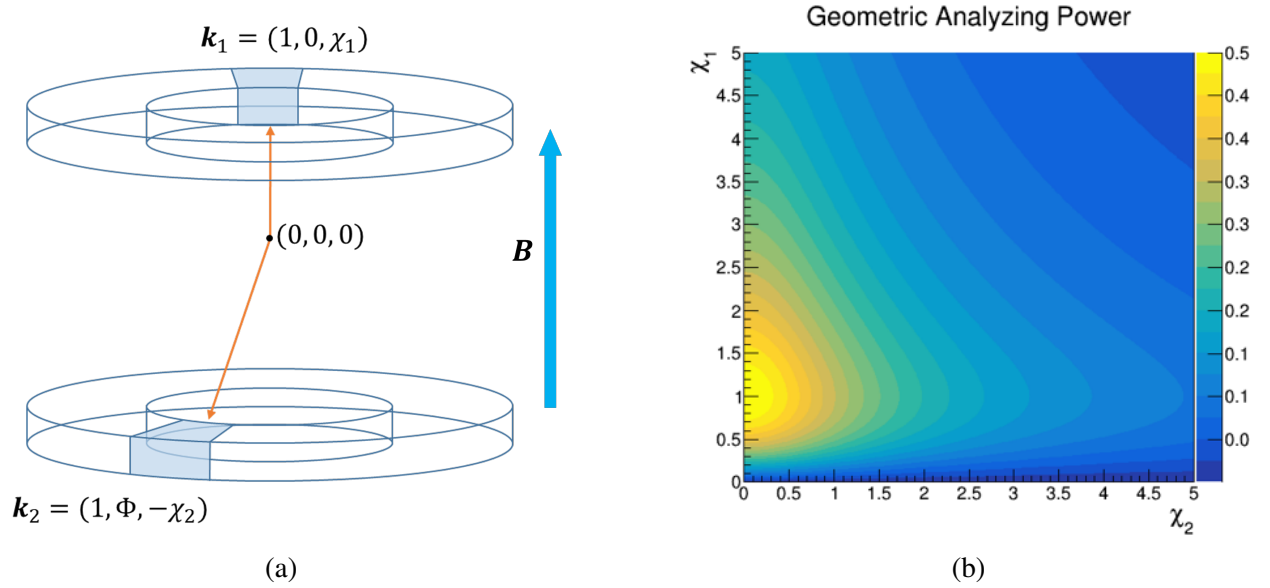 k₁ = (1, 0, χ₁)
(0, 0, 0)
B
k₂ = (1, Φ, −χ₂)
(a)
Geometric Analyzing Power
χ₁
5
4.5
4
3.5
3
2.5
2
1.5
1
0.5
0
0 0.5 1 1.5 2 2.5 3 3.5 4 4.5 5
χ₂
0.5
0.4
0.4
0.3
0.3
0.2
0.2
0.1
0.1
0.0
(b)